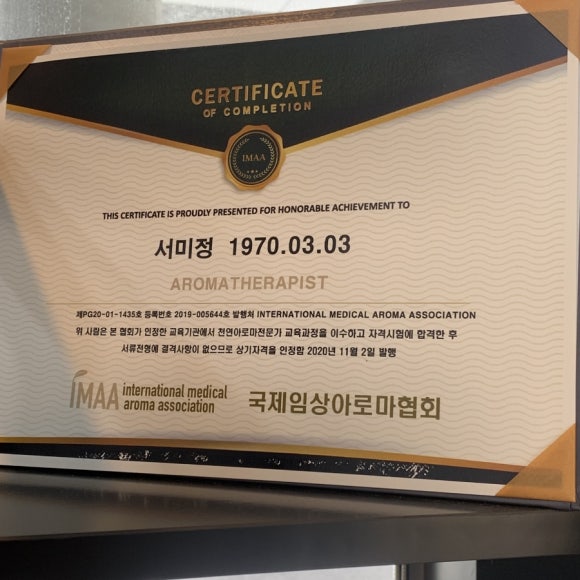 CERTIFICATE
OF COMPLETION
IMAA
THIS CERTIFICATE IS PROUDLY PRESENTED FOR HONORABLE ACHIEVEMENT TO
서미정 1970.03.03
AROMATHERAPIST
제PG20-01-1435호 등록번호 2019-005644호 발행처 INTERNATIONAL MEDICAL AROMA ASSOCIATION
위 사람은 본 협회가 인정한 교육기관에서 천연아로마전문가 교육과정을 이수하고 자격시험에 합격한 후
서류전형에 결격사항이 없으므로 상기자격을 인정함 2020년 11월 2일 발행
IMAA international medical
aroma association
국제임상아로마협회